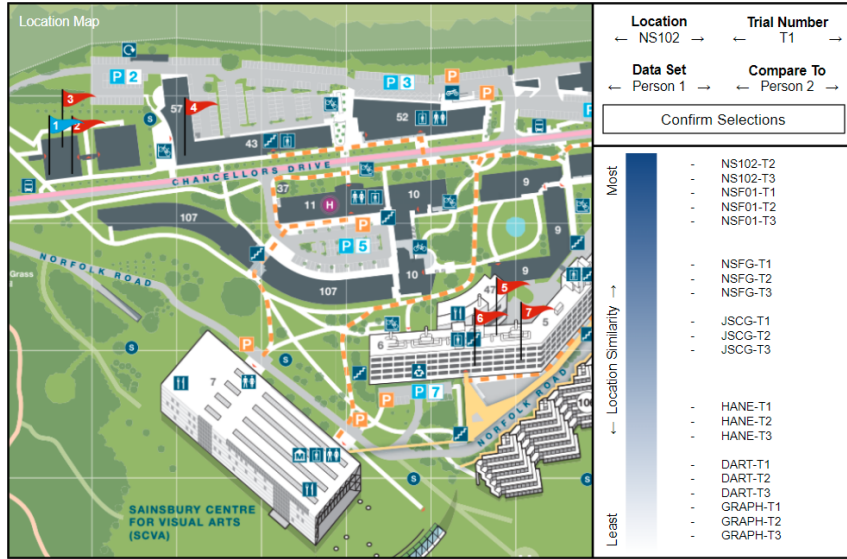 Location Map
P 2
P 3
3
1
2
57
4
S
52
43
CHANCELLORS DRIVE
37
11
H
10
9
107
P 5
9
NORFOLK ROAD
Grass
10
9
107
47
5
6
7
5
6
S
S
P
7
P 7
P
P
NORFOLK ROAD
P
S
S
SAINSBURY CENTRE
FOR VISUAL ARTS
(SCVA)
Location
← NS102 →
Trial Number
← T1 →
Data Set
← Person 1 →
Compare To
← Person 2 →
Confirm Selections
Most
← Location Similarity →
Least
- NS102-T2
- NS102-T3
- NSF01-T1
- NSF01-T2
- NSF01-T3
- NSFG-T1
- NSFG-T2
- NSFG-T3
- JSCG-T1
- JSCG-T2
- JSCG-T3
- HANE-T1
- HANE-T2
- HANE-T3
- DART-T1
- DART-T2
- DART-T3
- GRAPH-T1
- GRAPH-T2
- GRAPH-T3